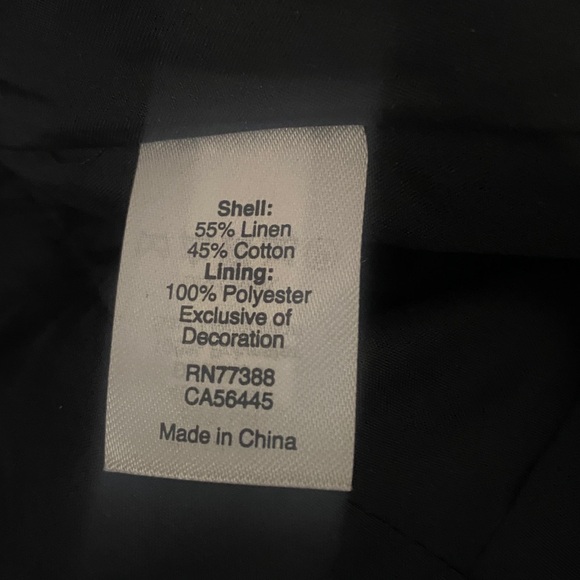 Shell:
55% Linen
45% Cotton
Lining:
100% Polyester
Exclusive of
Decoration
RN77388
CA56445
Made in China